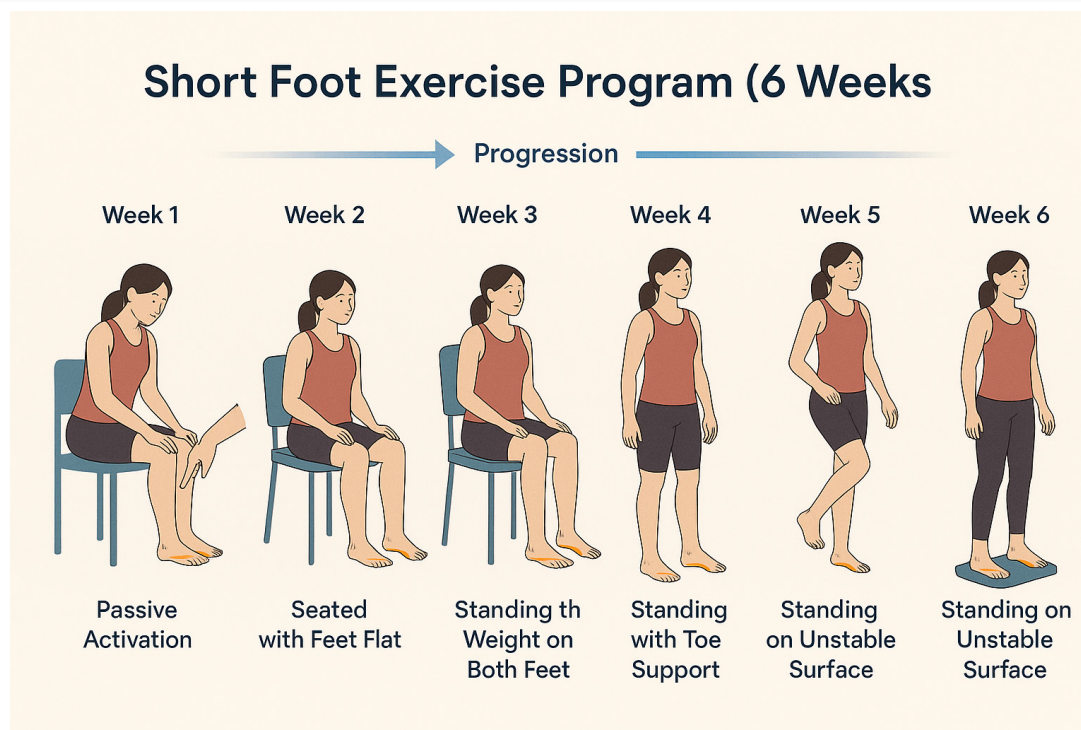 Short Foot Exercise Program (6 Weeks
Progression
Week 1
Week 2
Week 3
Week 4
Week 5
Week 6
Passive
Activation
Seated
with Feet Flat
Standing th
Weight on
Both Feet
Standing
with Toe
Support
Standing
on Unstable
Surface
Standing on
Unstable
Surface